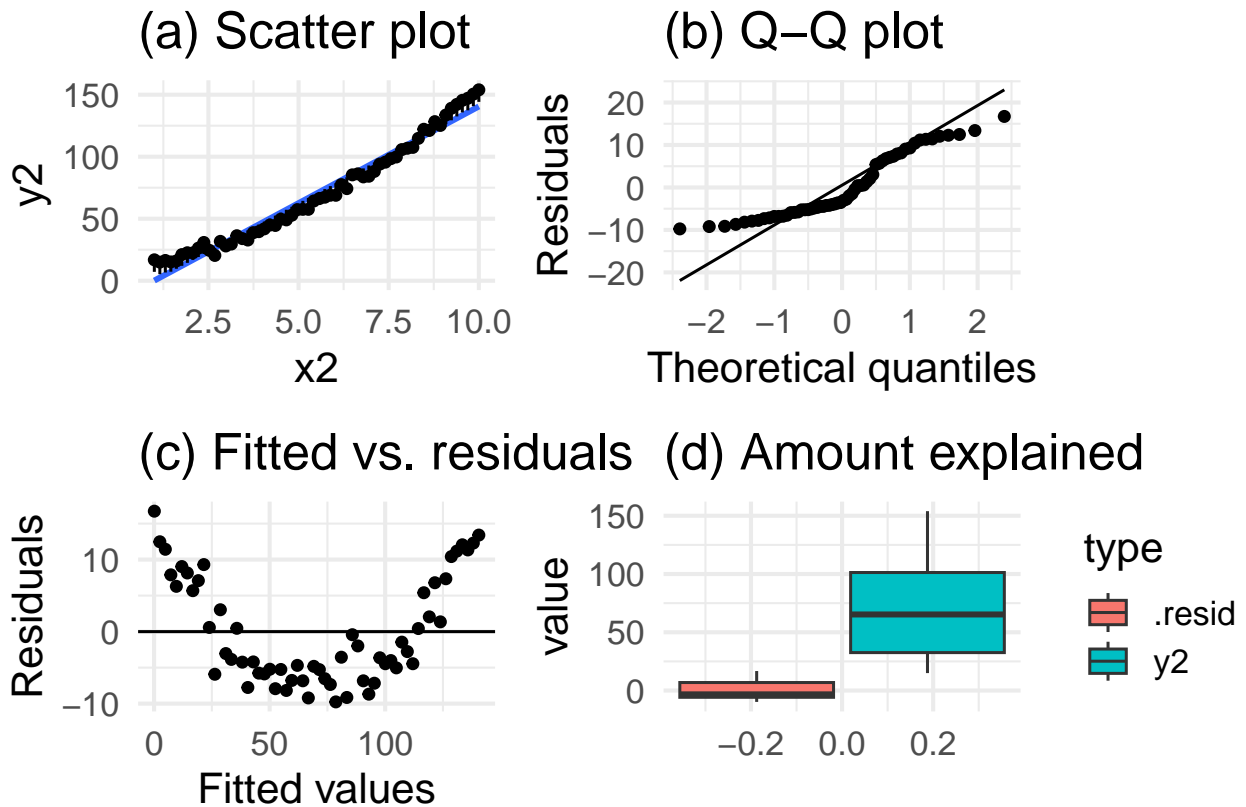 (a) Scatter plot
150
100
50
0
y2
2.5 5.0 7.5 10.0
x2
(b) Q–Q plot
20
10
0
−10
−20
Residuals
−2 −1 0 1 2
Theoretical quantiles
(c) Fitted vs. residuals
10
0
−10
Residuals
0 50 100
Fitted values
(d) Amount explained
150
100
50
0
value
−0.2 0.0 0.2
type
.resid
y2